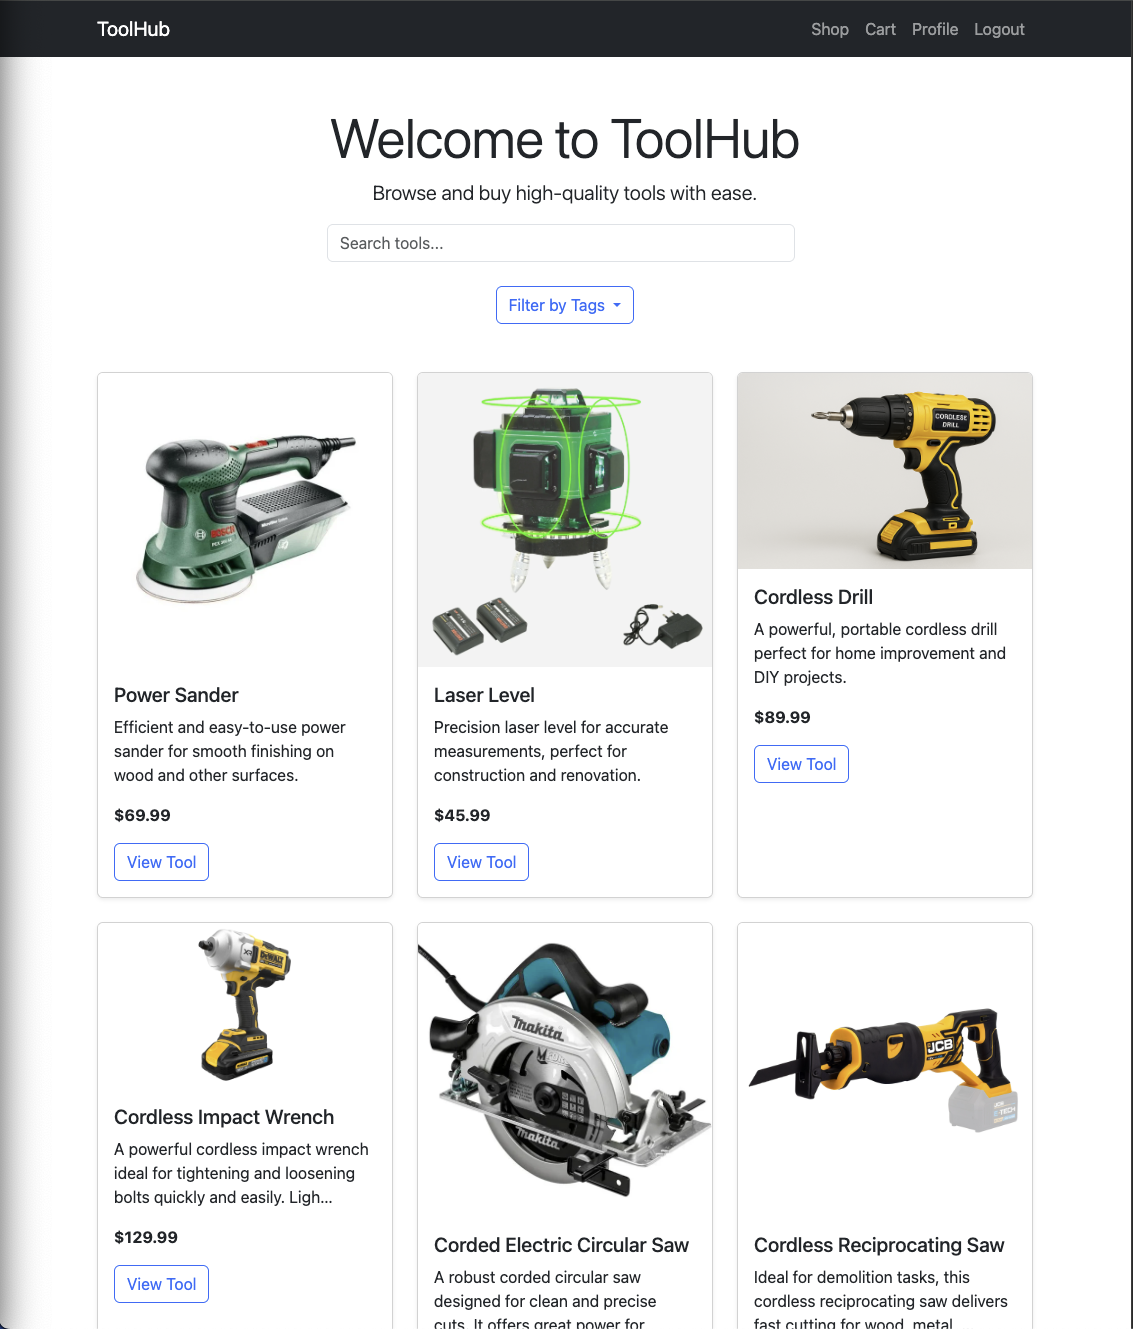 ToolHub
Shop Cart Profile Logout
Welcome to ToolHub
Browse and buy high-quality tools with ease.
Search tools...
Filter by Tags
BOSCH
CORDLESS
DRILL
Power Sander
Efficient and easy-to-use power
sander for smooth finishing on
wood and other surfaces.
$69.99
View Tool
Laser Level
Precision laser level for accurate
measurements, perfect for
construction and renovation.
$45.99
View Tool
Cordless Drill
A powerful, portable cordless drill
perfect for home improvement and
DIY projects.
$89.99
View Tool
XR
DEWALT
Cordless Impact Wrench
A powerful cordless impact wrench
ideal for tightening and loosening
bolts quickly and easily. Ligh...
$129.99
View Tool
Makita
Makita
Corded Electric Circular Saw
A robust corded circular saw
designed for clean and precise
cuts. It offers great power for
JCB
Cordless Reciprocating Saw
Ideal for demolition tasks, this
cordless reciprocating saw delivers
fast cutting for wood, metal,